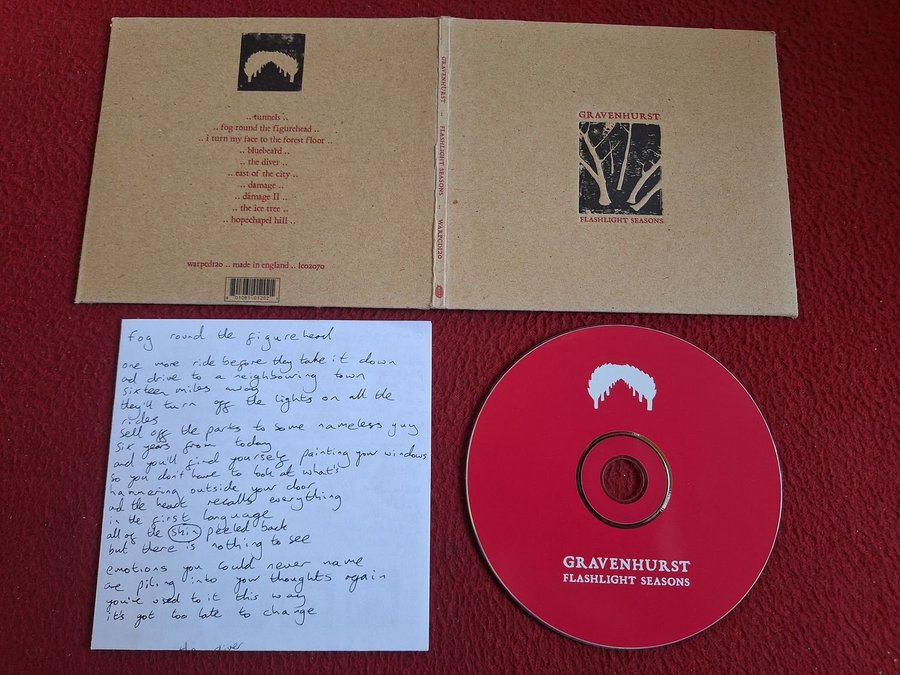 .. tunnels ..
.. fog round the figurehead ..
.. i turn my face to the forest floor ..
.. bluebeard ..
.. the diver ..
.. east of the city ..
.. damage ..
.. damage II ..
.. the ice tree ..
.. hopechapel hill ..
warpcd120 .. made in england .. lc02070
GRAVENHURST .. FLASHLIGHT SEASONS .. WARPCD120
GRAVENHURST
FLASHLIGHT SEASONS
fog round the figurehead
one more ride before they take it down
and drive to a neighbouring town
sixteen miles away
they'll turn off the lights on all the
rides
sell off the parts to some nameless guy
six years from today
and you'll find yourself painting your windows
so you don't have to look at what's
hammering outside your door
and the heart recalls everything
in the first language
all of the skin peeled back
but there is nothing to see
emotions you could never name
are piling into your thoughts again
you've used to it this way
it's got too late to change
the diver
GRAVENHURST
FLASHLIGHT SEASONS